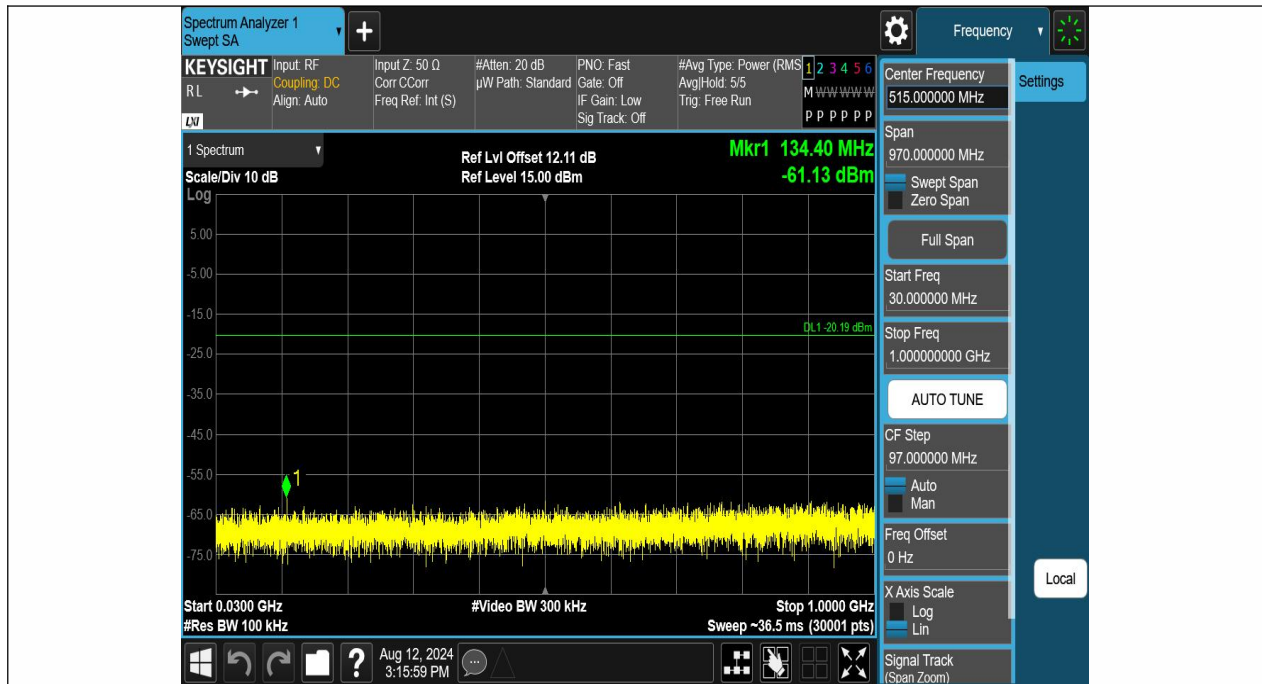 Spectrum Analyzer 1
Swept SA
+
Frequency
KEYSIGHT
R L
LXI
Input: RF
Coupling: DC
Align: Auto
Input Z: 50 Ω
Corr CCorr
Freq Ref: Int (S)
#Atten: 20 dB
µW Path: Standard
PNO: Fast
Gate: Off
IF Gain: Low
Sig Track: Off
#Avg Type: Power (RMS
Avg|Hold: 5/5
Trig: Free Run
1 2 3 4 5 6
M W W W W W
P P P P P P
1 Spectrum
Scale/Div 10 dB
Ref Lvl Offset 12.11 dB
Ref Level 15.00 dBm
Mkr1 134.40 MHz
-61.13 dBm
Log
5.00
-5.00
-15.0
DL1 -20.19 dBm
-25.0
-35.0
-45.0
-55.0
1
-65.0
-75.0
Start 0.0300 GHz
#Res BW 100 kHz
#Video BW 300 kHz
Stop 1.0000 GHz
Sweep ~36.5 ms (30001 pts)
?
Aug 12, 2024
3:15:59 PM
Center Frequency
515.000000 MHz
Settings
Span
970.000000 MHz
Swept Span
Zero Span
Full Span
Start Freq
30.000000 MHz
Stop Freq
1.000000000 GHz
AUTO TUNE
CF Step
97.000000 MHz
Auto
Man
Freq Offset
0 Hz
Local
X Axis Scale
Log
Lin
Signal Track
(Span Zoom)